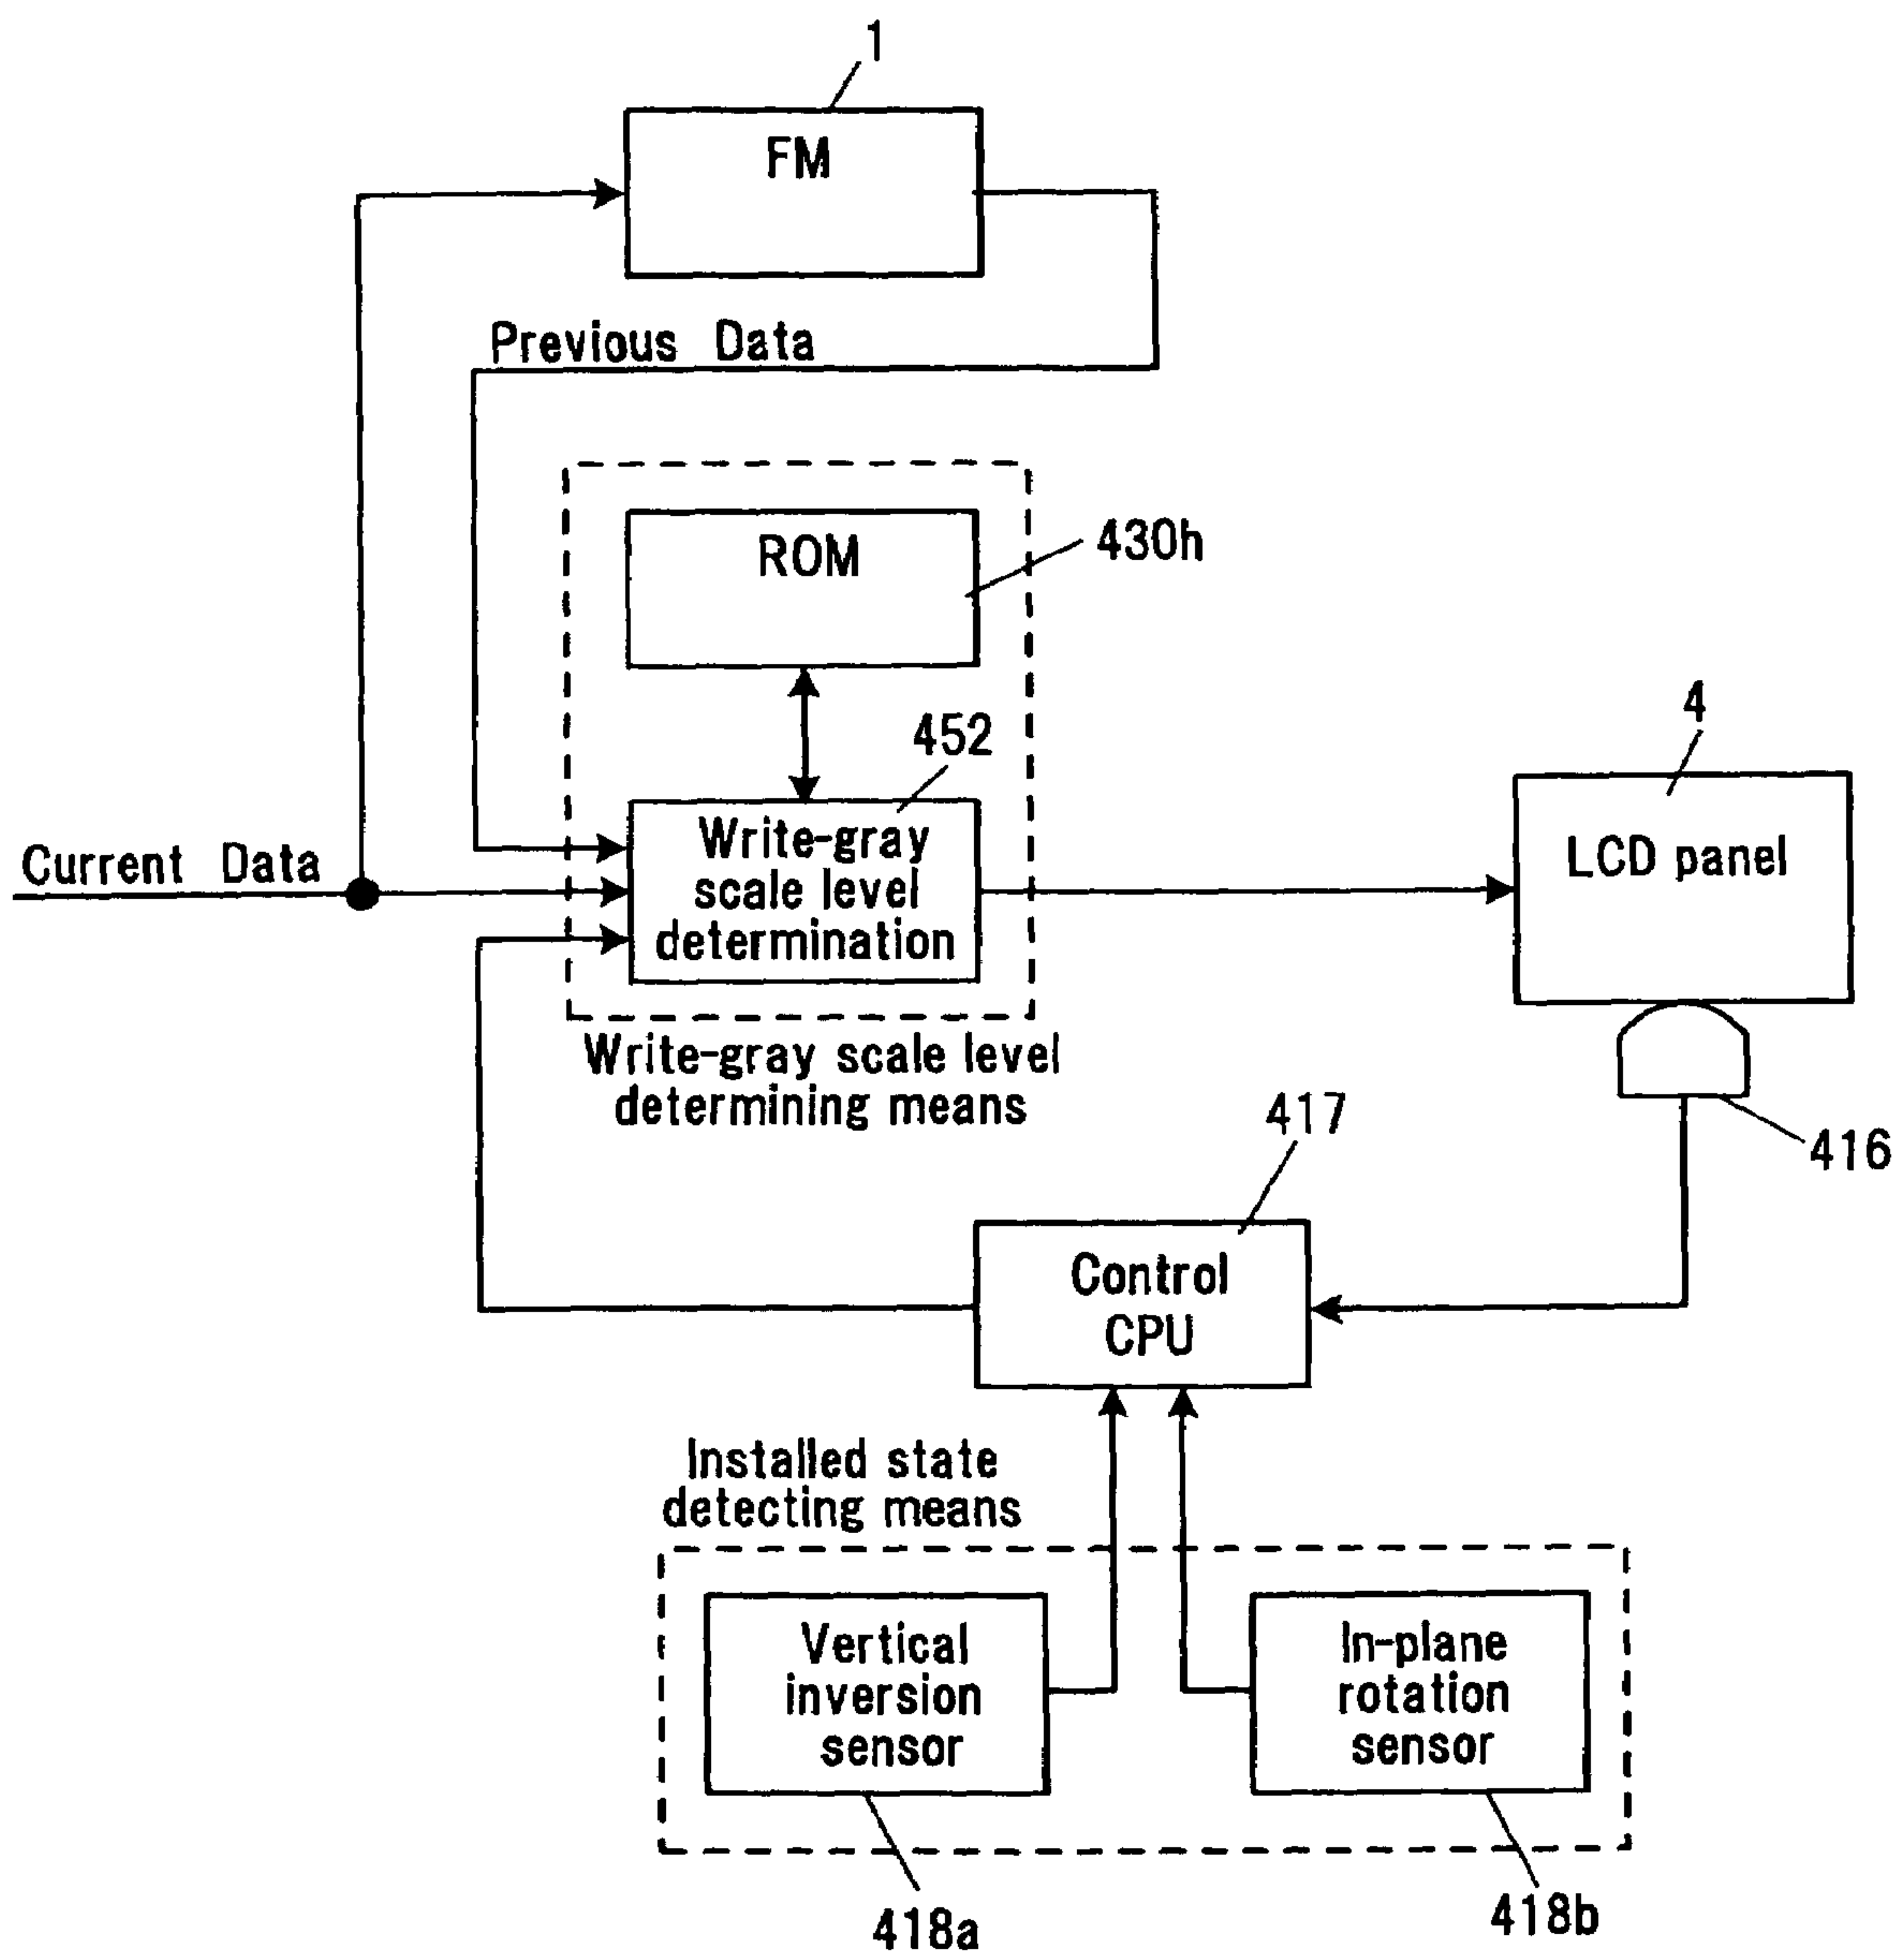 1
FM
Previous Data
ROM
430h
452
4
Write-gray
scale level
determination
Current Data
LCD panel
Write-gray scale level
determining means
417
416
Control
CPU
Installed state
detecting means
Vertical
inversion
sensor
In-plane
rotation
sensor
418a
418b